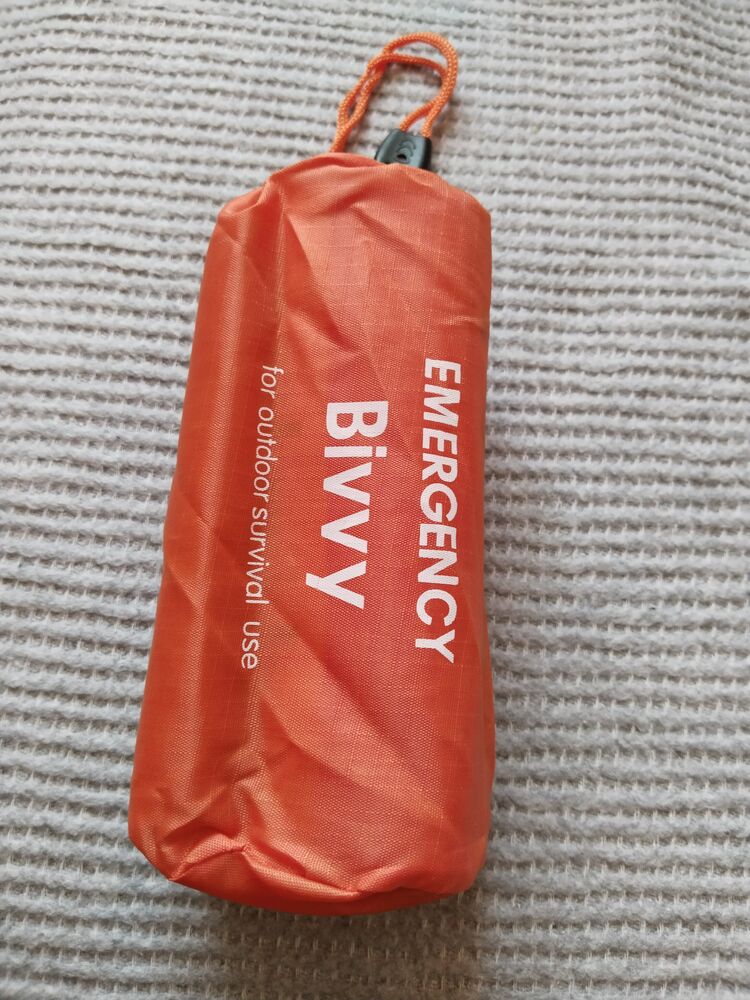 EMERGENCY
Bivvy
for outdoor survival use